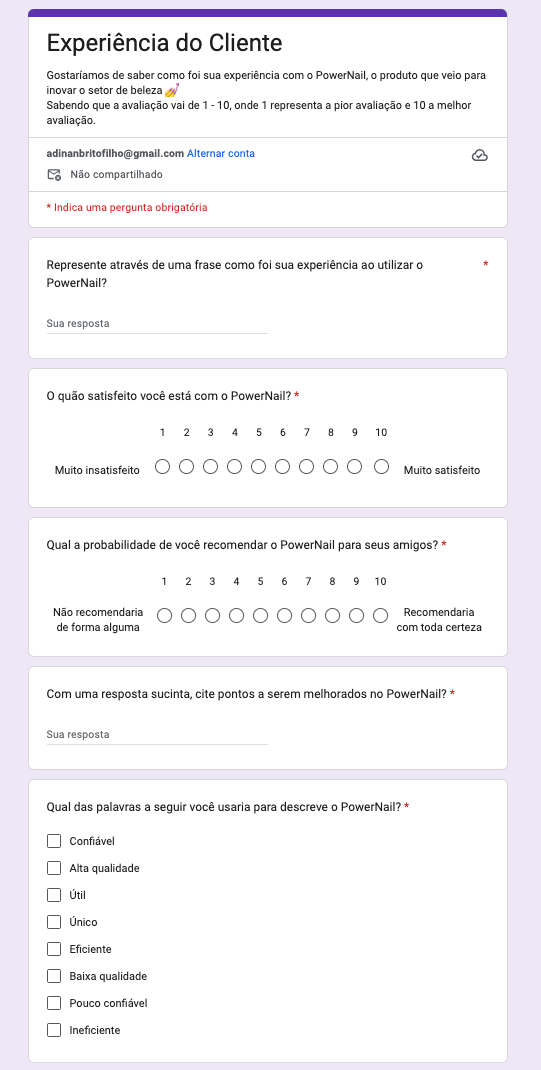 Experiência do Cliente
Gostaríamos de saber como foi sua experiência com o PowerNail, o produto que veio para
inovar o setor de beleza 💅
Sabendo que a avaliação vai de 1 - 10, onde 1 representa a pior avaliação e 10 a melhor
avaliação.
adinanbritofilho@gmail.com Alternar conta
Não compartilhado
* Indica uma pergunta obrigatória
Represente através de uma frase como foi sua experiência ao utilizar o *
PowerNail?
Sua resposta
O quão satisfeito você está com o PowerNail? *
1 2 3 4 5 6 7 8 9 10
Muito insatisfeito Muito satisfeito
Qual a probabilidade de você recomendar o PowerNail para seus amigos? *
1 2 3 4 5 6 7 8 9 10
Não recomendaria Recomendaria
de forma alguma com toda certeza
Com uma resposta sucinta, cite pontos a serem melhorados no PowerNail? *
Sua resposta
Qual das palavras a seguir você usaria para descreve o PowerNail? *
Confiável
Alta qualidade
Útil
Único
Eficiente
Baixa qualidade
Pouco confiável
Ineficiente